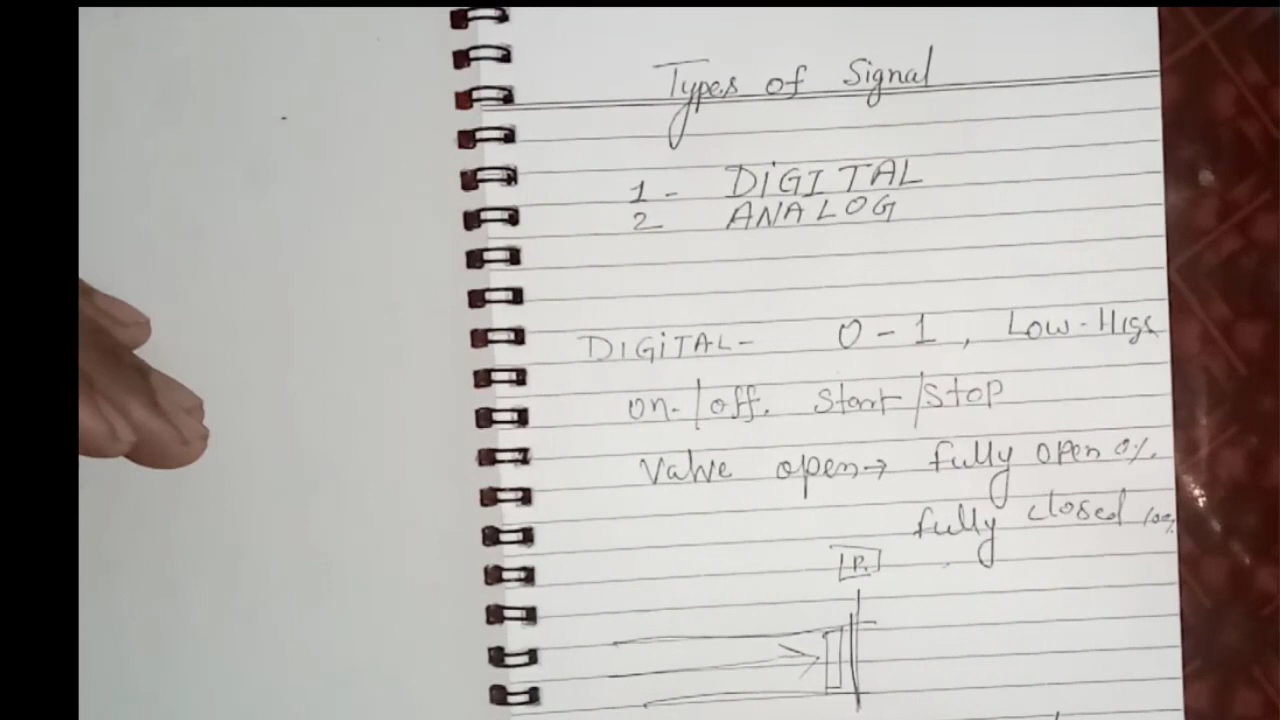 Types of Signal
1 - DIGITAL
2 ANALOG
DIGITAL - 0 - 1 , Low - High
on - / off. Start / Stop
Valve open → fully open 0%.
fully closed 100%
P.